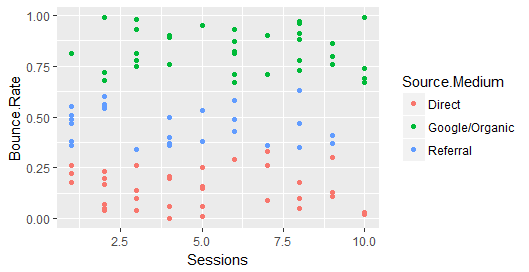 1.00
0.75
0.50
0.25
0.00
Bounce.Rate
2.5 5.0 7.5 10.0
Sessions
Source.Medium
Direct
Google/Organic
Referral